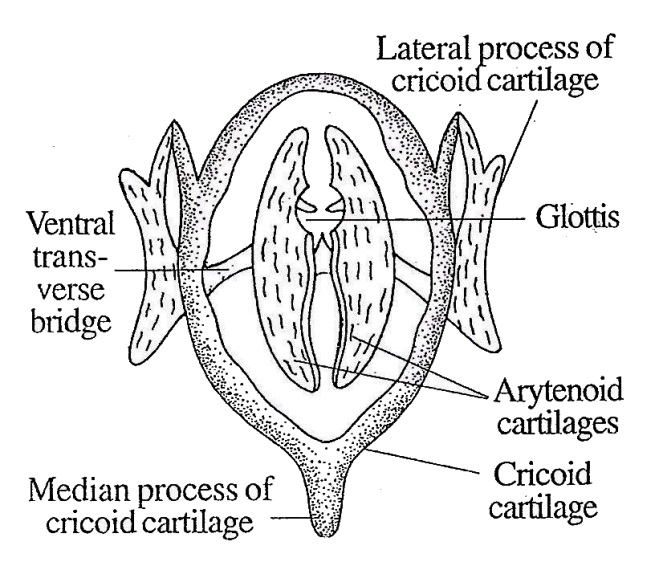 Lateral process of
cricoid cartilage
Glottis
Ventral
trans-
verse
bridge
Arytenoid
cartilages
Cricoid
cartilage
Median process of
cricoid cartilage